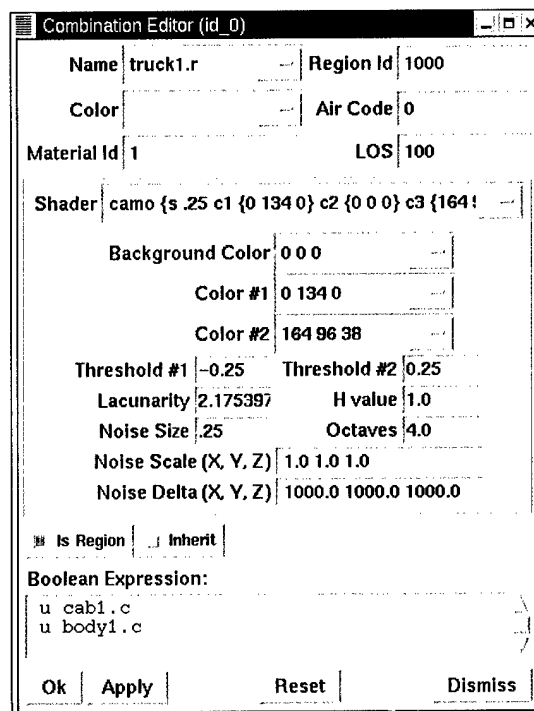 Combination Editor (id_0)
Name truck1.r Region Id 1000
Color Air Code 0
Material Id 1 LOS 100
Shader camo {s .25 c1 {0 134 0} c2 {0 0 0} c3 {164
Background Color 0 0 0
Color #1 0 134 0
Color #2 164 96 38
Threshold #1 -0.25 Threshold #2 0.25
Lacunarity 2.175397 H value 1.0
Noise Size .25 Octaves 4.0
Noise Scale (X, Y, Z) 1.0 1.0 1.0
Noise Delta (X, Y, Z) 1000.0 1000.0 1000.0
Is Region Inherit
Boolean Expression:
u cab1.c
u body1.c
Ok Apply Reset Dismiss